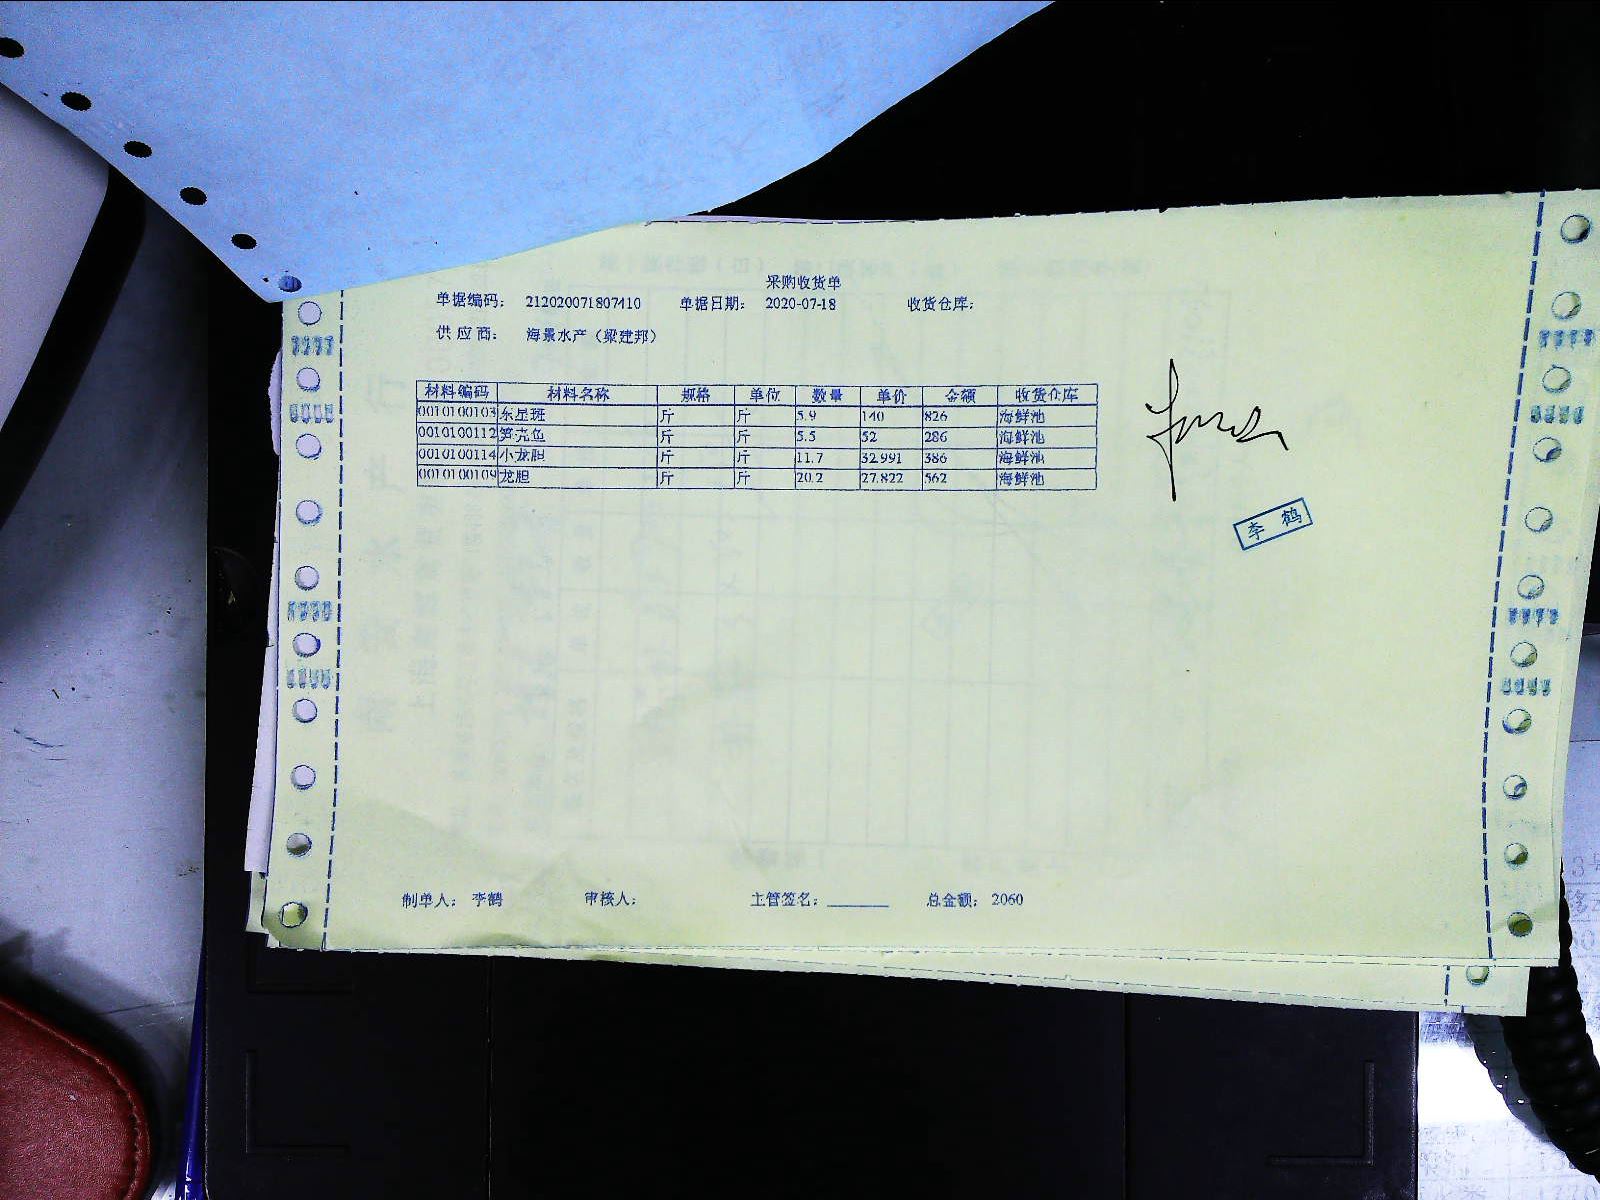 采购收货单
单据编码： 212020071807410 单据日期： 2020-07-18 收货仓库：
供 应 商： 海景水产（梁建邦）
材料编码 材料名称 规格 单位 数量 单价 金额 收货仓库
0010100103 东星斑 斤 斤 5.9 140 826 海鲜池
0010100112 笋壳鱼 斤 斤 5.5 52 286 海鲜池
0010100114 小龙胆 斤 斤 11.7 32.991 386 海鲜池
0010100109 龙胆 斤 斤 20.2 27.822 562 海鲜池
李 鹤
制单人： 李鹤 审核人： 主管签名：______ 总金额： 2060